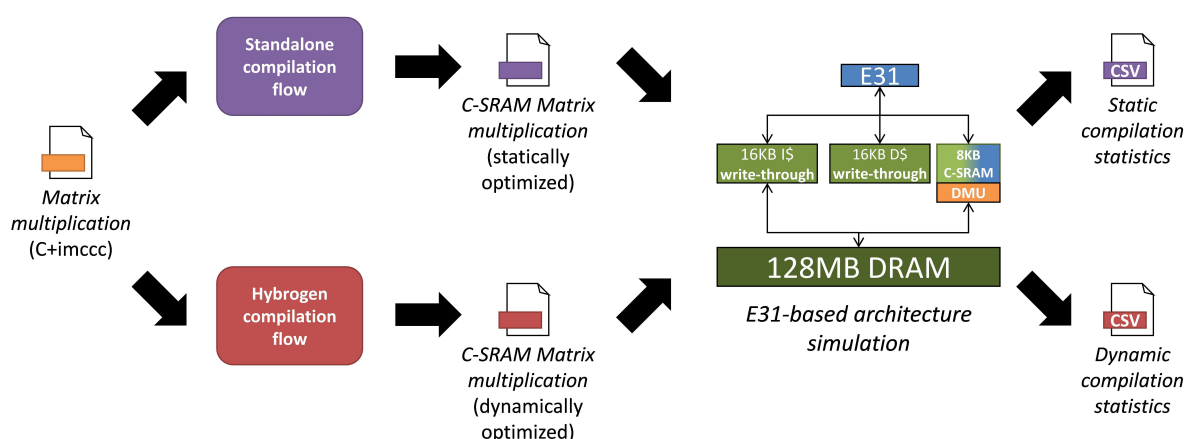 Matrix
multiplication
(C+imccc)
Standalone
compilation
flow
C-SRAM Matrix
multiplication
(statically
optimized)
Hybrogen
compilation
flow
C-SRAM Matrix
multiplication
(dynamically
optimized)
E31
16KB I$
write-through
16KB D$
write-through
8KB
C-SRAM
DMU
128MB DRAM
E31-based architecture
simulation
CSV
Static
compilation
statistics
CSV
Dynamic
compilation
statistics